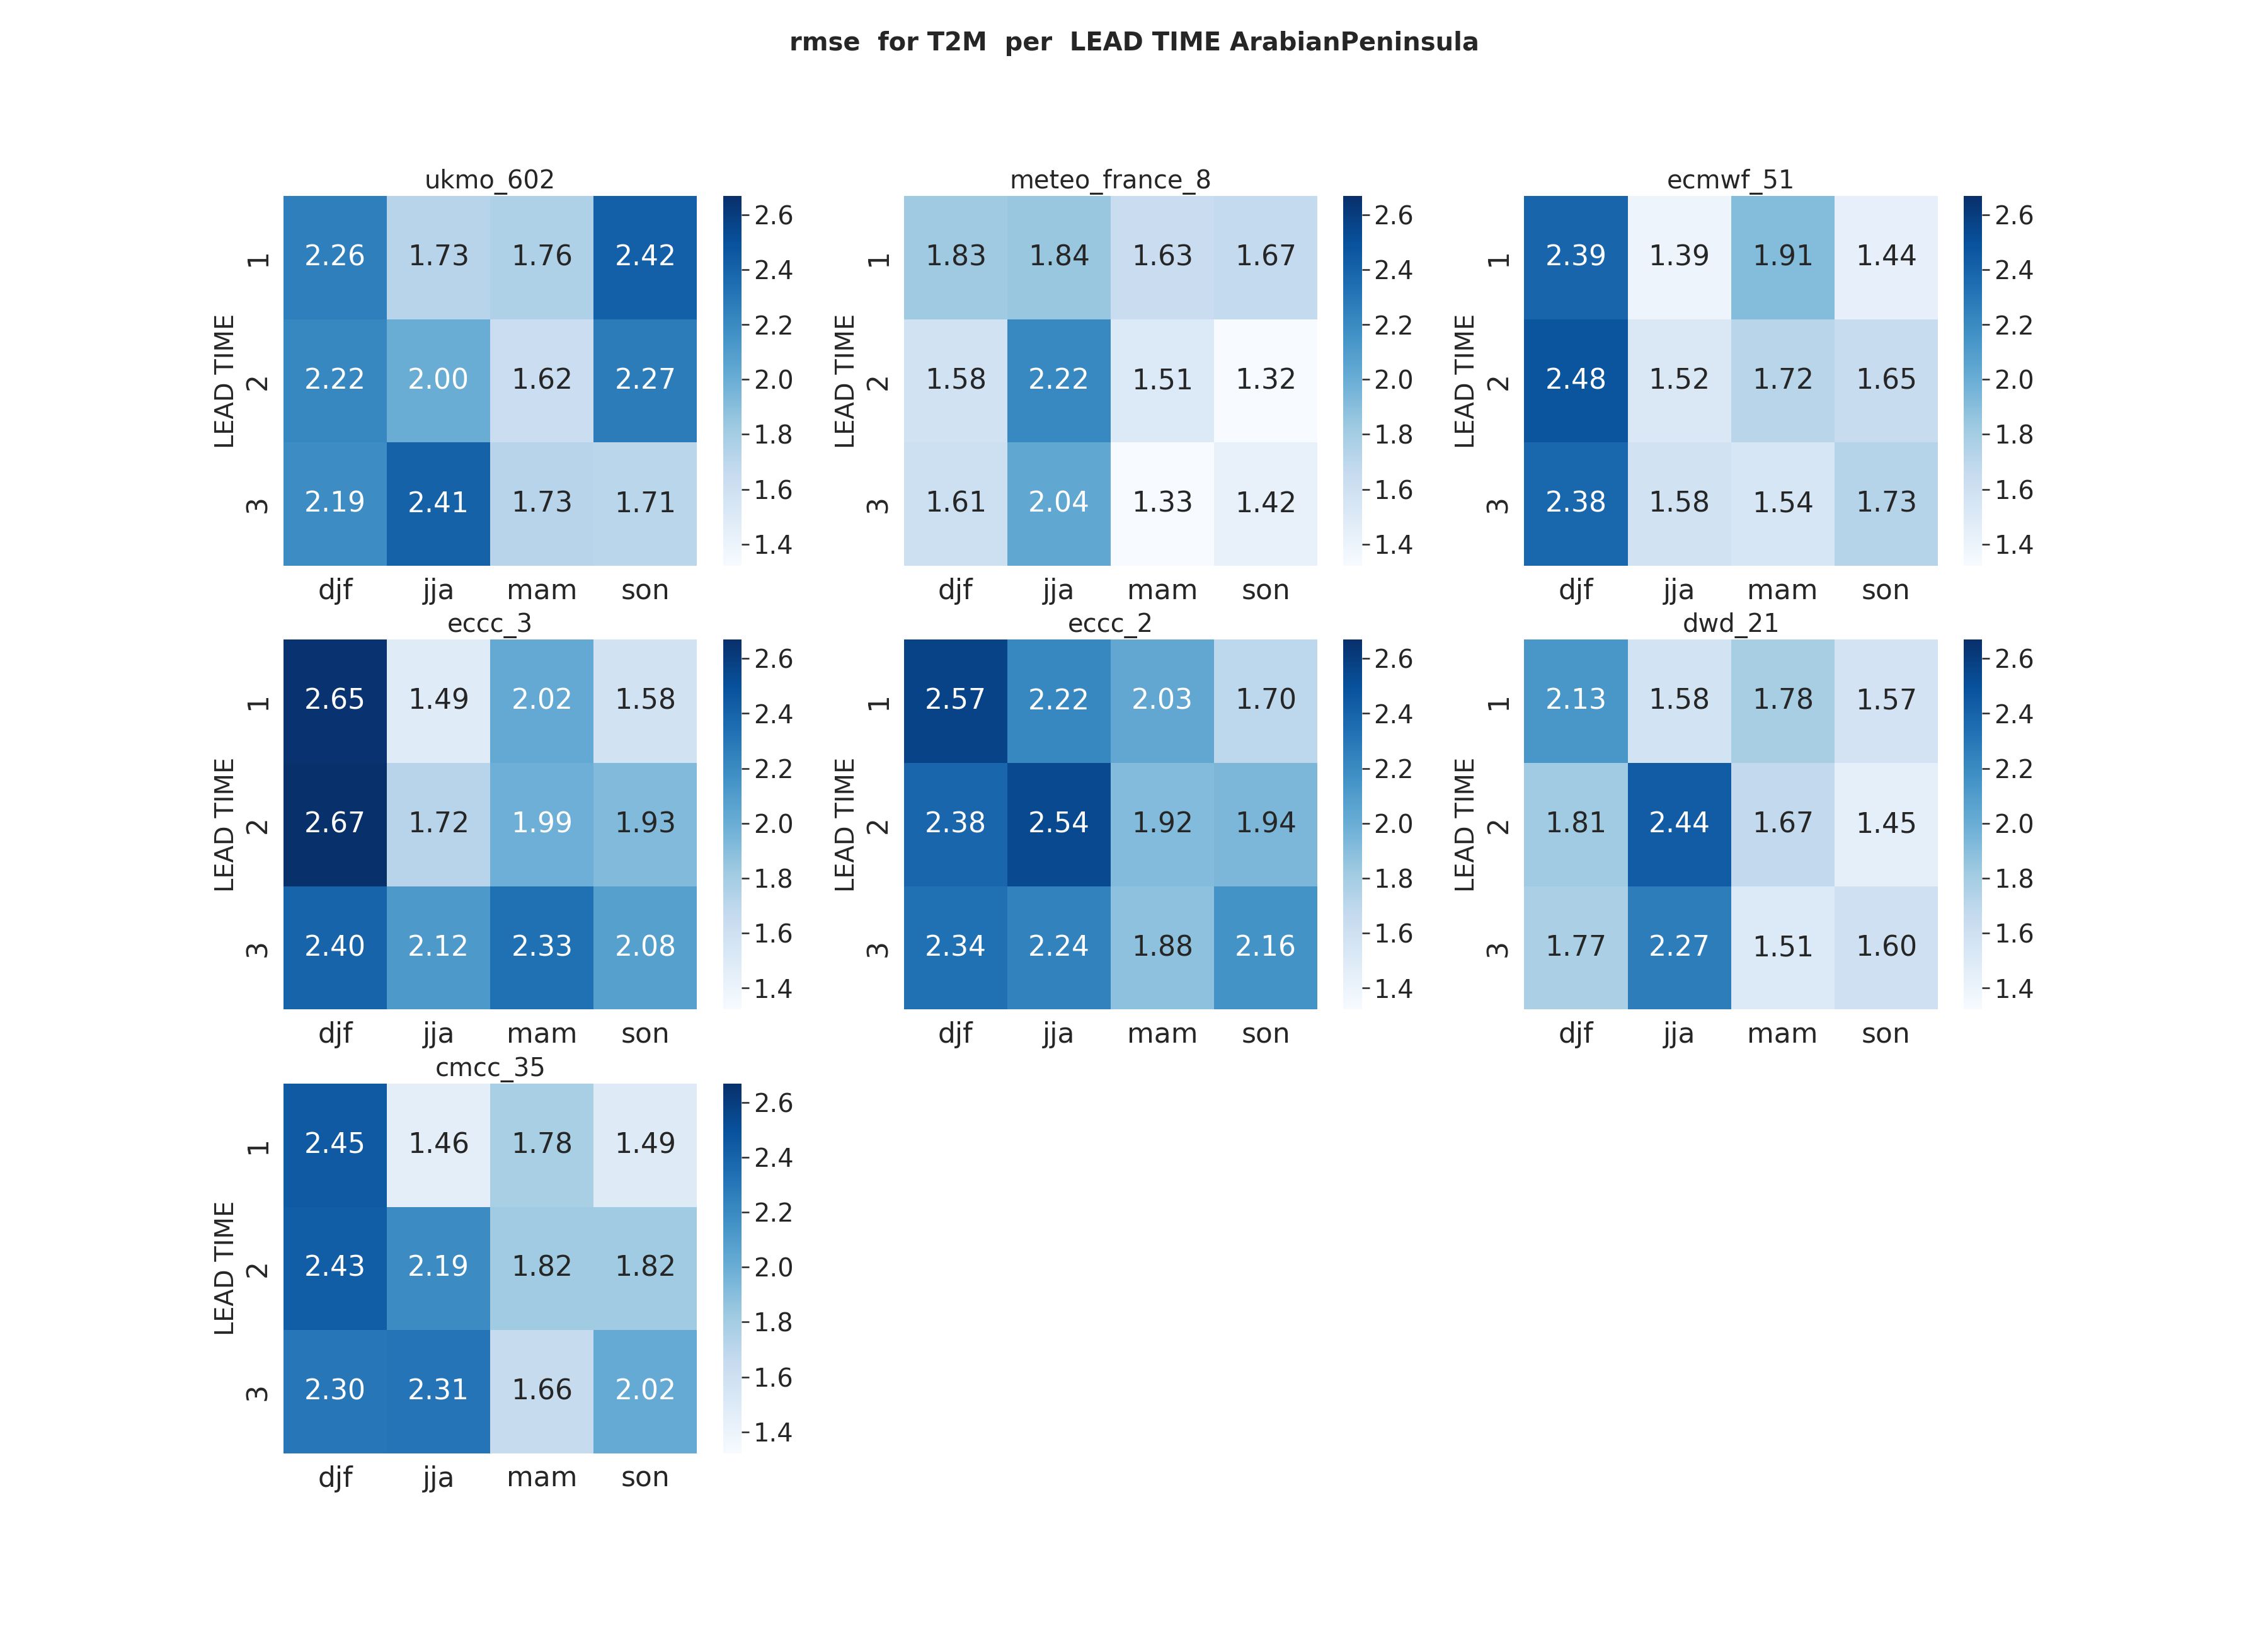 rmse  for T2M  per  LEAD TIME ArabianPeninsula
ukmo_602
LEAD TIME
1 2.26 1.73 1.76 2.42
2 2.22 2.00 1.62 2.27
3 2.19 2.41 1.73 1.71
djf jja mam son
2.6
2.4
2.2
2.0
1.8
1.6
1.4
meteo_france_8
LEAD TIME
1 1.83 1.84 1.63 1.67
2 1.58 2.22 1.51 1.32
3 1.61 2.04 1.33 1.42
djf jja mam son
2.6
2.4
2.2
2.0
1.8
1.6
1.4
ecmwf_51
LEAD TIME
1 2.39 1.39 1.91 1.44
2 2.48 1.52 1.72 1.65
3 2.38 1.58 1.54 1.73
djf jja mam son
2.6
2.4
2.2
2.0
1.8
1.6
1.4
eccc_3
LEAD TIME
1 2.65 1.49 2.02 1.58
2 2.67 1.72 1.99 1.93
3 2.40 2.12 2.33 2.08
djf jja mam son
2.6
2.4
2.2
2.0
1.8
1.6
1.4
eccc_2
LEAD TIME
1 2.57 2.22 2.03 1.70
2 2.38 2.54 1.92 1.94
3 2.34 2.24 1.88 2.16
djf jja mam son
2.6
2.4
2.2
2.0
1.8
1.6
1.4
dwd_21
LEAD TIME
1 2.13 1.58 1.78 1.57
2 1.81 2.44 1.67 1.45
3 1.77 2.27 1.51 1.60
djf jja mam son
2.6
2.4
2.2
2.0
1.8
1.6
1.4
cmcc_35
LEAD TIME
1 2.45 1.46 1.78 1.49
2 2.43 2.19 1.82 1.82
3 2.30 2.31 1.66 2.02
djf jja mam son
2.6
2.4
2.2
2.0
1.8
1.6
1.4